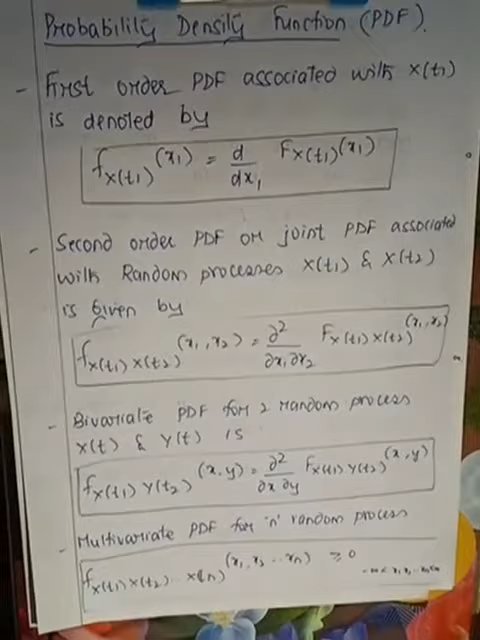 Probability Density Function (PDF).
- First order PDF associated with X(t₁)
is denoted by
f_X(t₁)(x₁) = d/dx₁ F_X(t₁)(x₁)
- Second order PDF or joint PDF associated
with Random processes X(t₁) & X(t₂)
is given by
f_X(t₁)X(t₂)(x₁,x₂) = ∂²/∂x₁∂x₂ F_X(t₁)X(t₂)(x₁,x₂)
- Bivariate PDF for 2 random process
X(t) & Y(t) is
f_X(t₁)Y(t₂)(x,y) = ∂²/∂x∂y F_X(t₁)Y(t₂)(x,y)
- Multivariate PDF for 'n' random process
f_X(t₁)X(t₂)...X(tn)(x₁,x₂...xn) ≥ 0